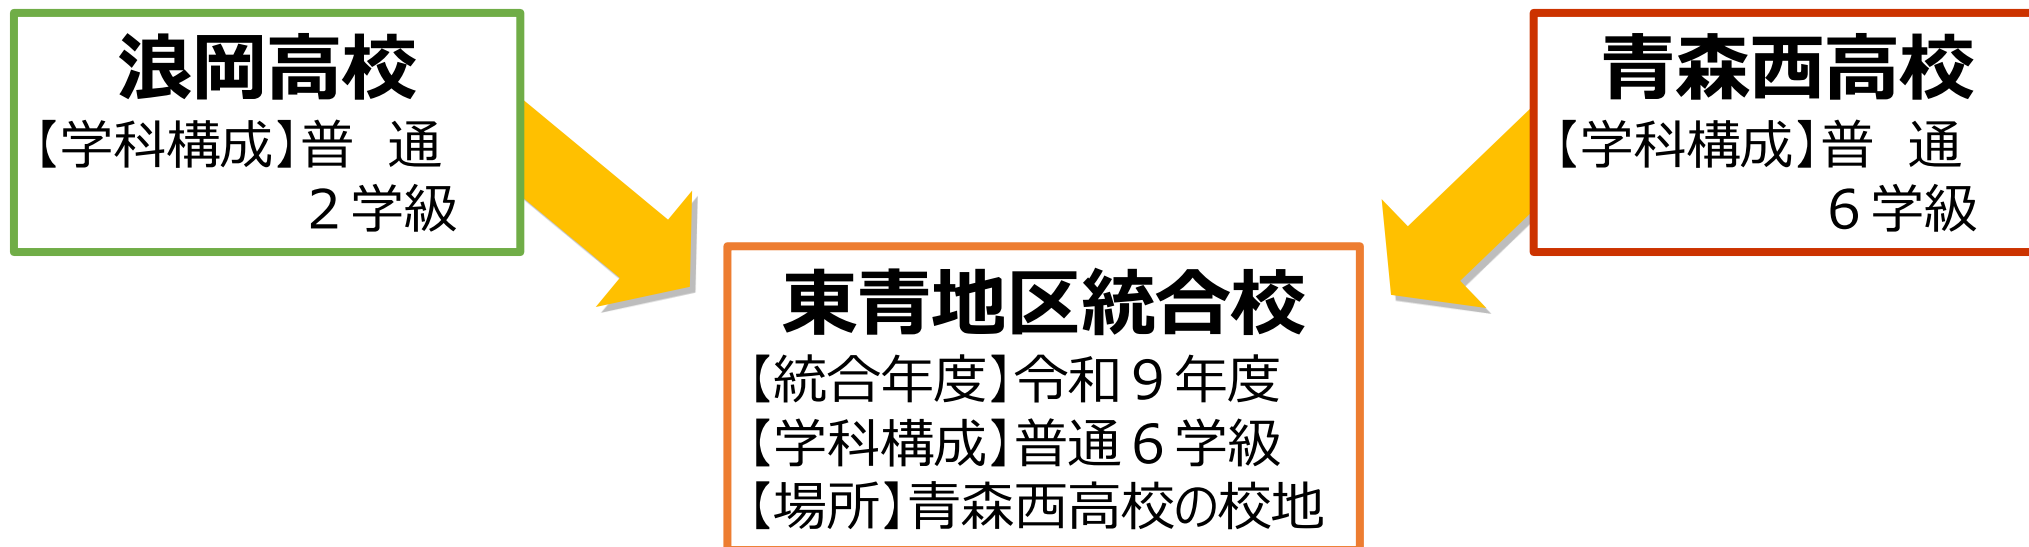 浪岡高校
【学科構成】普　通
２学級
青森西高校
【学科構成】普　通
６学級
東青地区統合校
【統合年度】令和９年度
【学科構成】普通６学級
【場所】青森西高校の校地